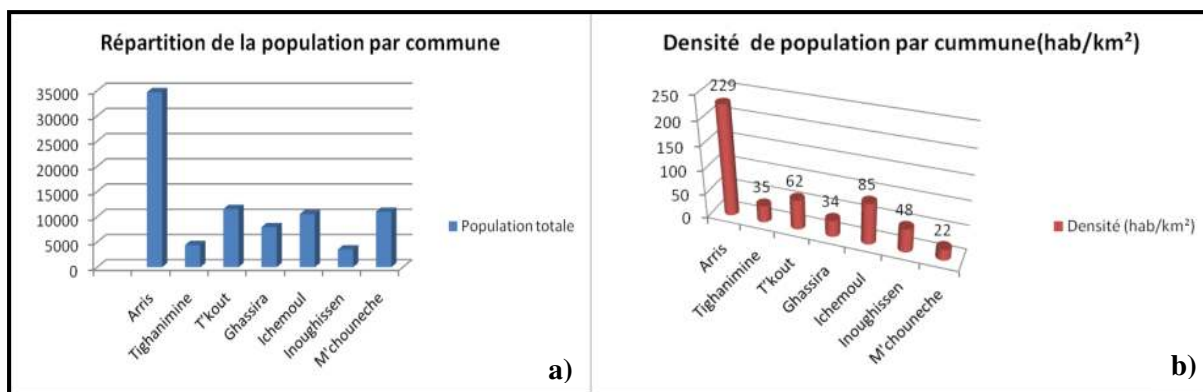 Répartition de la population par commune
35000
30000
25000
20000
15000
10000
5000
0
Arris
Tighanimine
T'kout
Ghassira
Ichemoul
Inoughissen
M'chouneche
Population totale
a)
Densité de population par cummune(hab/km²)
250
200
150
100
50
0
229
35
62
34
85
48
22
Arris
Tighanimine
T'kout
Ghassira
Ichemoul
Inoughissen
M'chouneche
Densité (hab/km²)
b)